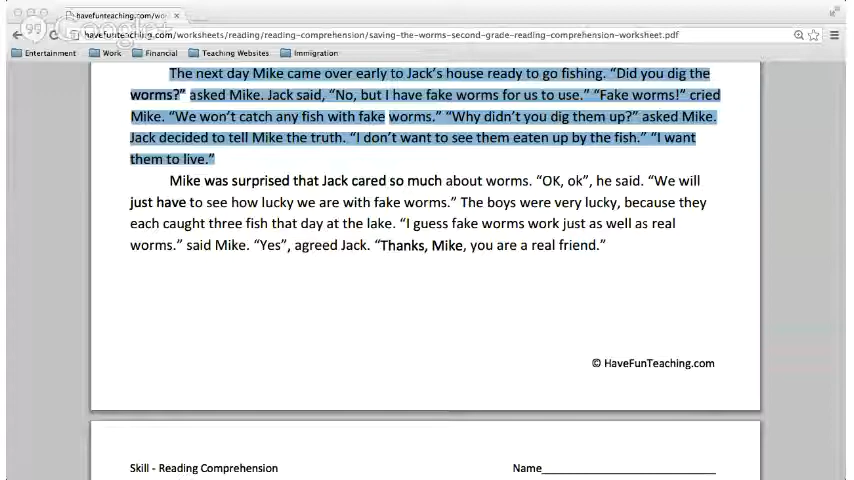 havefunteaching.com/wo
Google+
havefunteaching.com/worksheets/reading/reading-comprehension/saving-the-worms-second-grade-reading-comprehension-worksheet.pdf
Entertainment Work Financial Teaching Websites Immigration
The next day Mike came over early to Jack’s house ready to go fishing. “Did you dig the
worms?” asked Mike. Jack said, “No, but I have fake worms for us to use.” “Fake worms!” cried
Mike. “We won’t catch any fish with fake worms.” “Why didn’t you dig them up?” asked Mike.
Jack decided to tell Mike the truth. “I don’t want to see them eaten up by the fish.” “I want
them to live.”
Mike was surprised that Jack cared so much about worms. “OK, ok”, he said. “We will
just have to see how lucky we are with fake worms.” The boys were very lucky, because they
each caught three fish that day at the lake. “I guess fake worms work just as well as real
worms.” said Mike. “Yes”, agreed Jack. “Thanks, Mike, you are a real friend.”
© HaveFunTeaching.com
Skill - Reading Comprehension Name